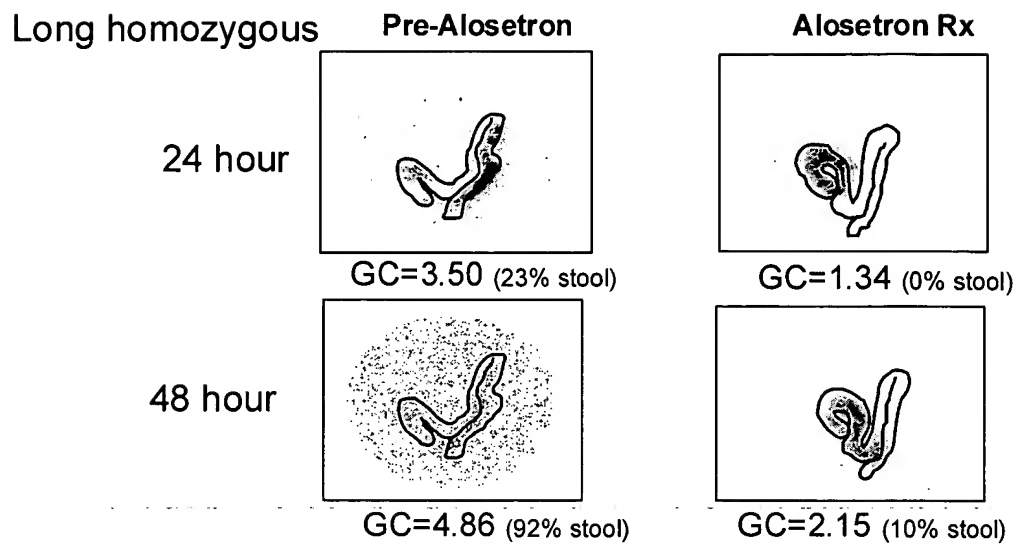 Long homozygous
Pre-Alosetron
Alosetron Rx
24 hour
GC=3.50 (23% stool)
GC=1.34 (0% stool)
48 hour
GC=4.86 (92% stool)
GC=2.15 (10% stool)